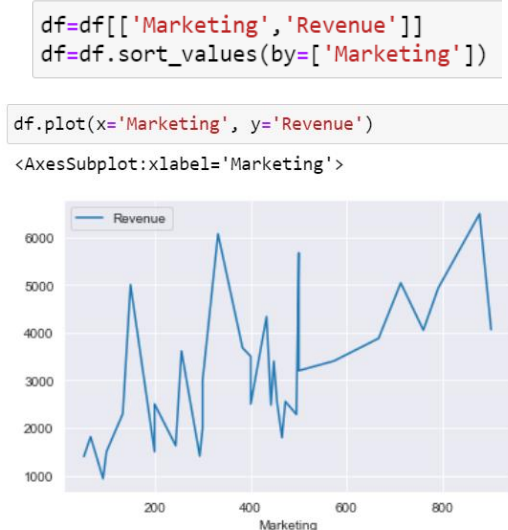 df=df[['Marketing','Revenue']]
df=df.sort_values(by=['Marketing'])
df.plot(x='Marketing', y='Revenue')
<AxesSubplot:xlabel='Marketing'>
Revenue
6000
5000
4000
3000
2000
1000
200 400 600 800
Marketing